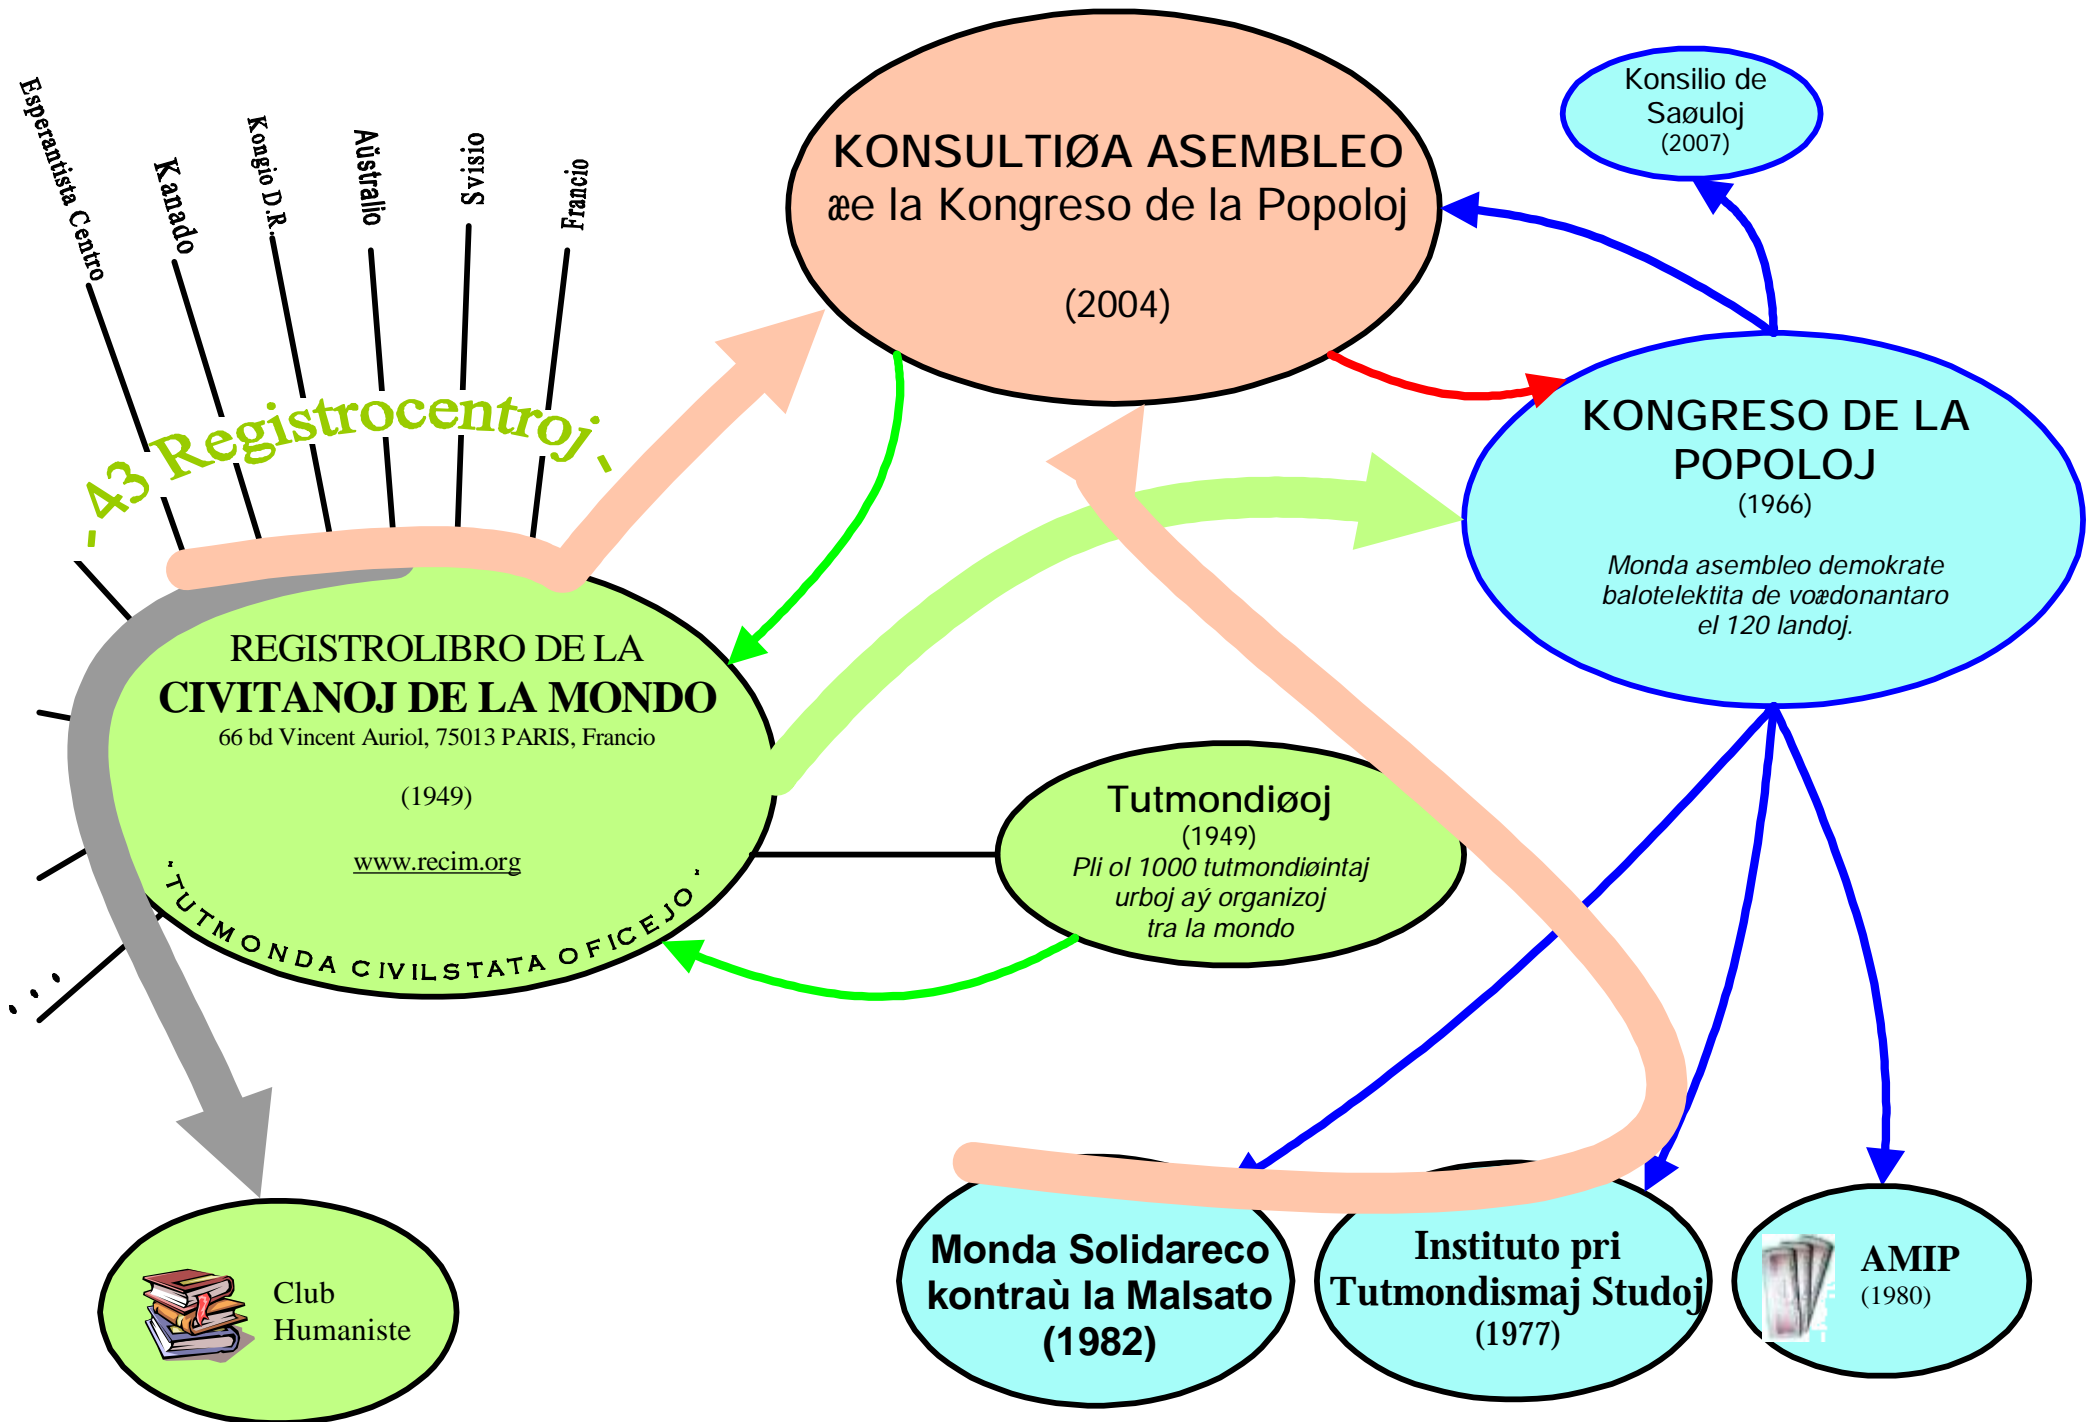 Esperantista Centro
Kanado
Kongio D.R.
Aŭstralio
Svisio
Francio
-43 Registrocentroj-
KONSULTIØA ASEMBLEO
æe la Kongreso de la Popoloj
(2004)
Konsilio de
Saøuloj
(2007)
KONGRESO DE LA
POPOLOJ
(1966)
Monda asembleo demokrate
balotelektita de voædonantaro
el 120 landoj.
REGISTROLIBRO DE LA
CIVITANOJ DE LA MONDO
66 bd Vincent Auriol, 75013 PARIS, Francio
(1949)
www.recim.org
"TUTMONDA CIVILSTATA OFICEJO"
Tutmondiøoj
(1949)
Pli ol 1000 tutmondiøintaj
urboj aý organizoj
tra la mondo
...
Club
Humaniste
Monda Solidareco
kontraù la Malsato
(1982)
Instituto pri
Tutmondismaj Studoj
(1977)
AMIP
(1980)